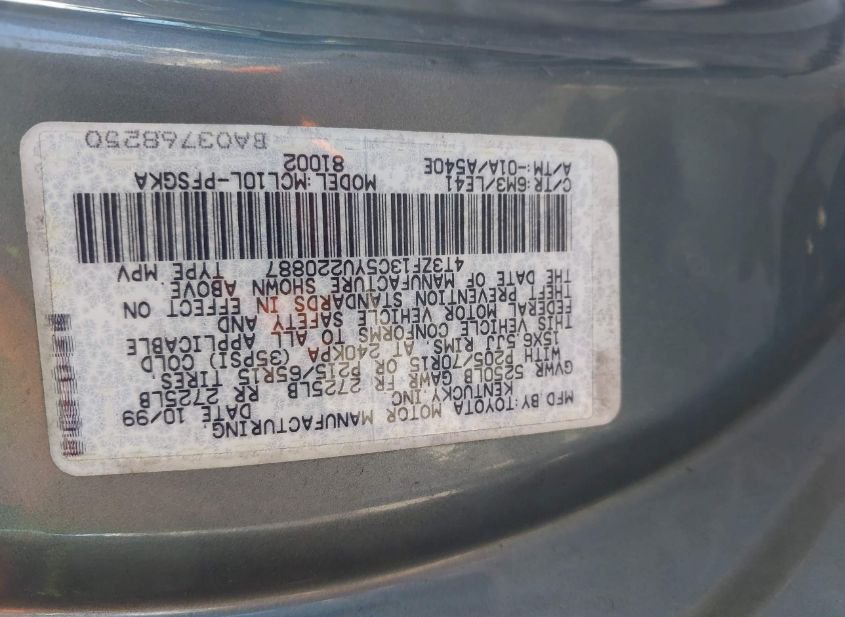 MFD BY:TOYOTA MOTOR MANUFACTURING.
KENTUCKY INC DATE 10/99
GVWR 5250LB GAWR FR 2725LB RR 2725LB
WITH P205/70R15 OR P215/65R15 TIRES.
15X6.5JJ RIMS. AT 240KPA (35PSI) COLD
THIS VEHICLE CONFORMS TO ALL APPLICABLE
FEDERAL MOTOR VEHICLE SAFETY AND
THEFT PREVENTION STANDARDS IN EFFECT ON
THE DATE OF MANUFACTURE SHOWN ABOVE.
4T3ZF13C5YU220887 TYPE MPV
C/TR:6M3/LE41 MODEL:MCL10L-PFSGKA
A/TM:-01A/A540E 81002
BA03768250